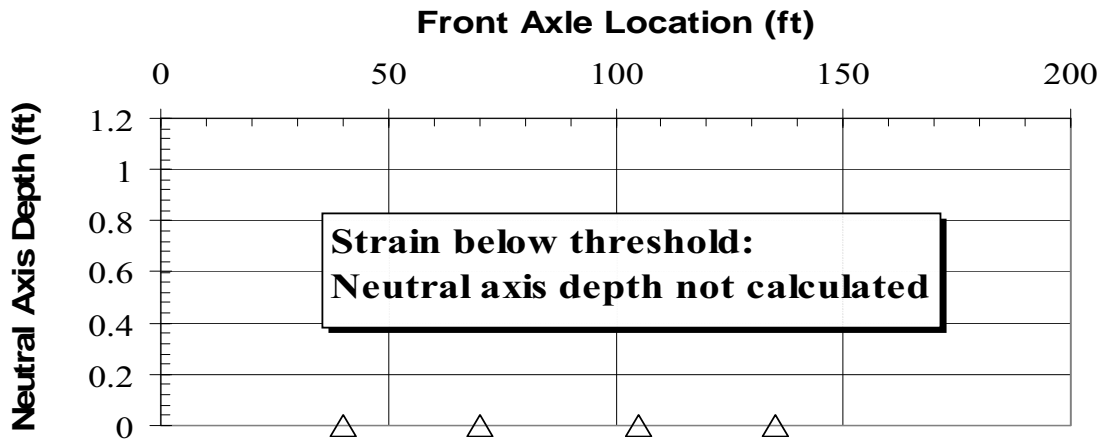 Front Axle Location (ft)
0 50 100 150 200
Neutral Axis Depth (ft)
1.2
1
0.8
0.6
0.4
0.2
0
Strain below threshold:
Neutral axis depth not calculated